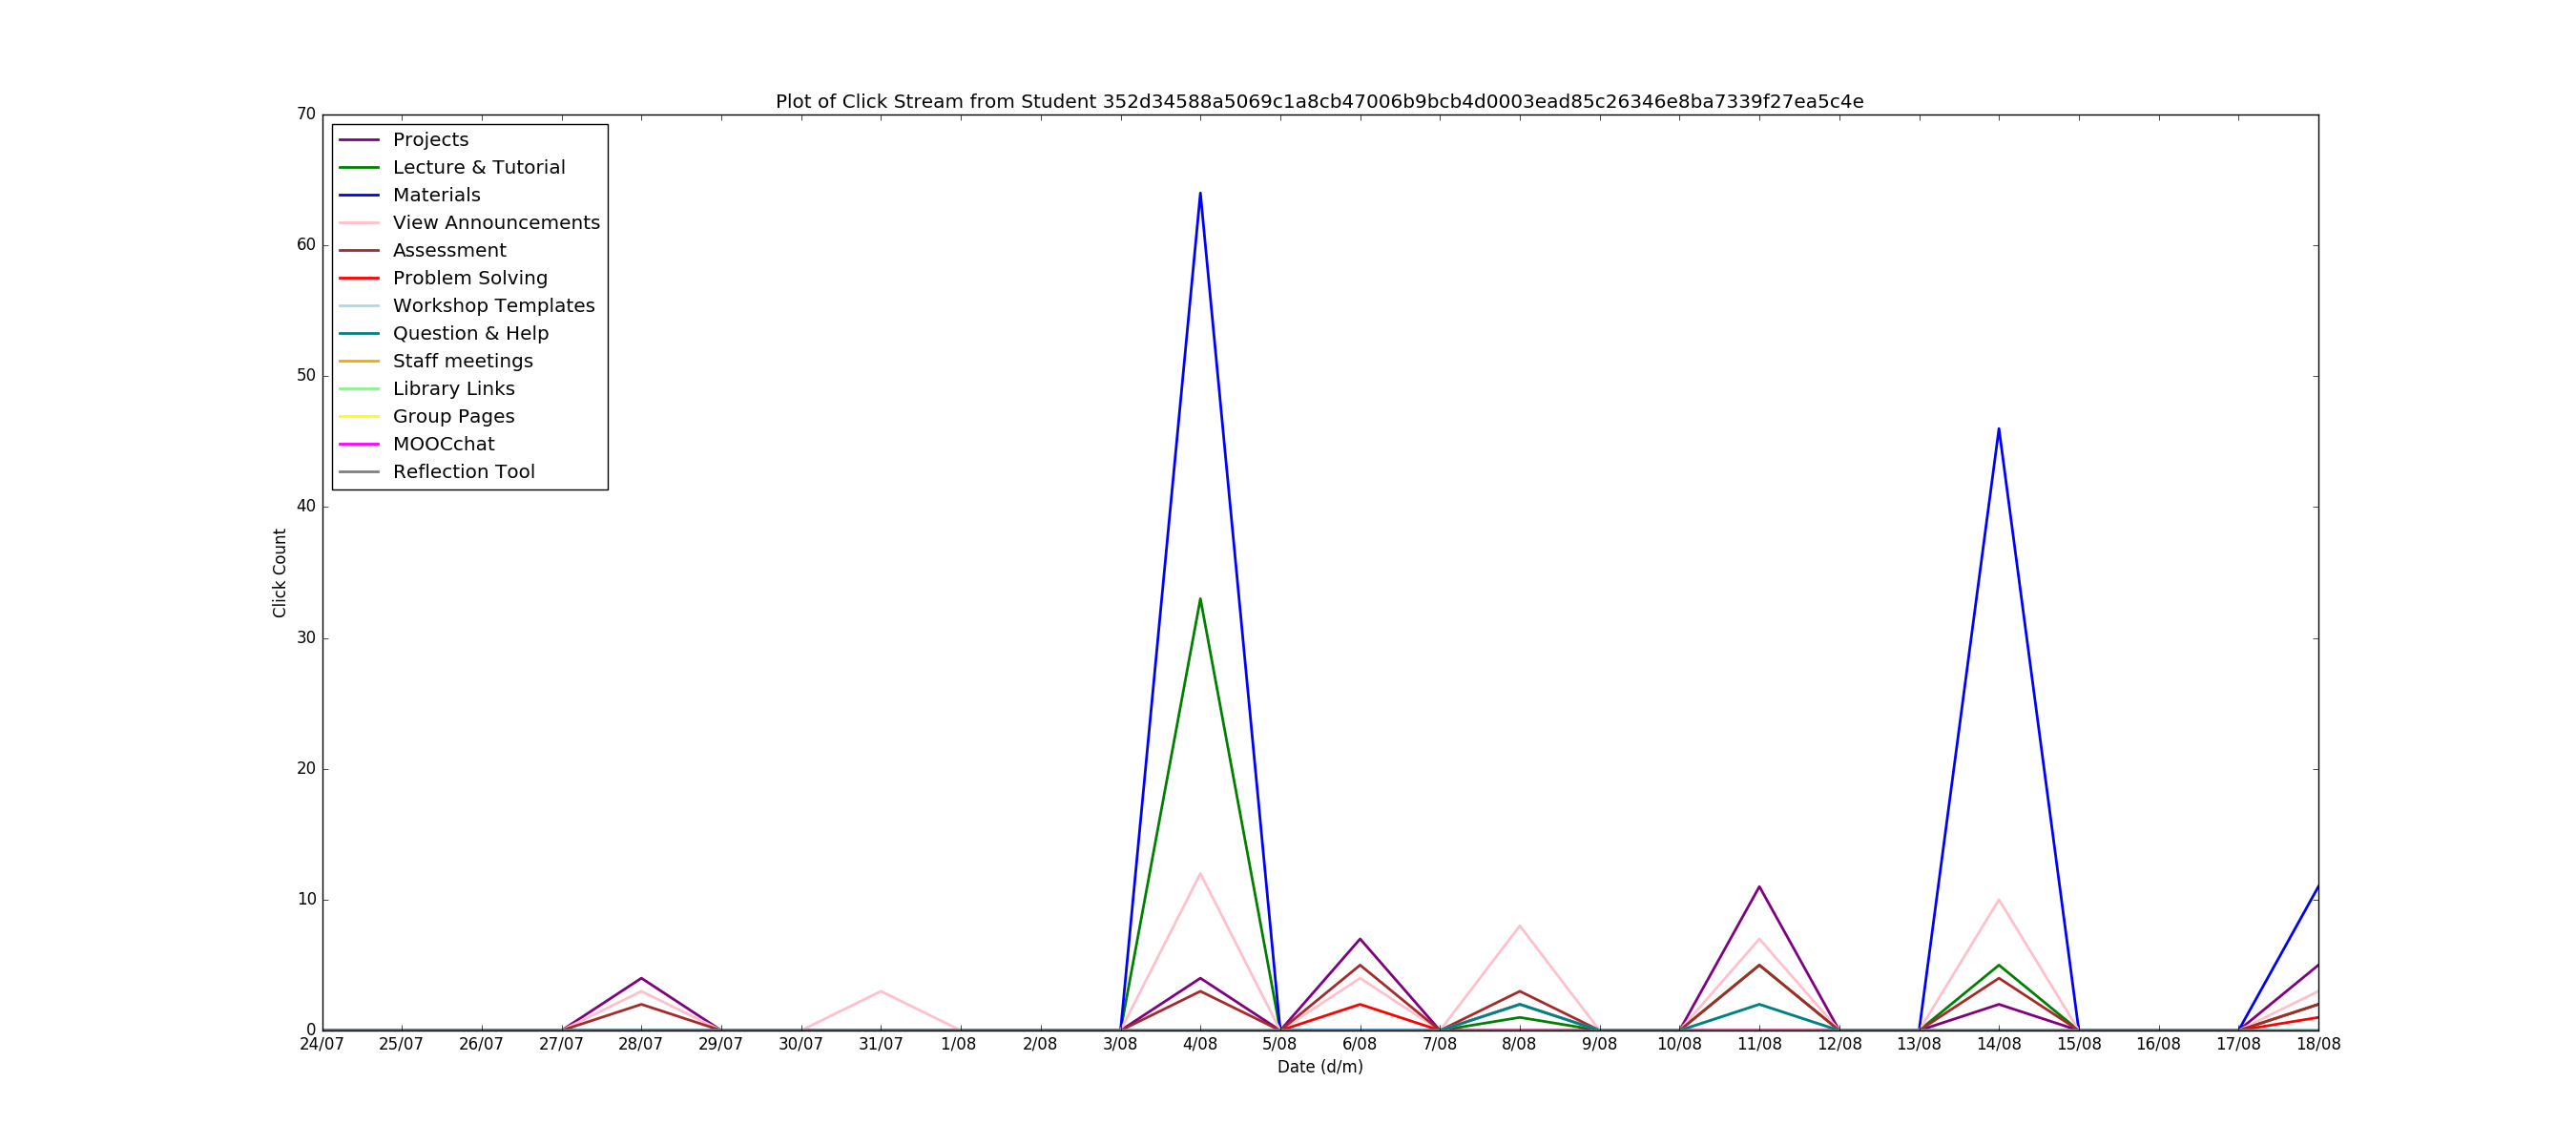 Plot of Click Stream from Student 352d34588a5069c1a8cb47006b9bcb4d0003ead85c26346e8ba7339f27ea5c4e
70
60
50
40
30
20
10
0
Click Count
Projects
Lecture & Tutorial
Materials
View Announcements
Assessment
Problem Solving
Workshop Templates
Question & Help
Staff meetings
Library Links
Group Pages
MOOCchat
Reflection Tool
24/07 25/07 26/07 27/07 28/07 29/07 30/07 31/07 1/08 2/08 3/08 4/08 5/08 6/08 7/08 8/08 9/08 10/08 11/08 12/08 13/08 14/08 15/08 16/08 17/08 18/08
Date (d/m)